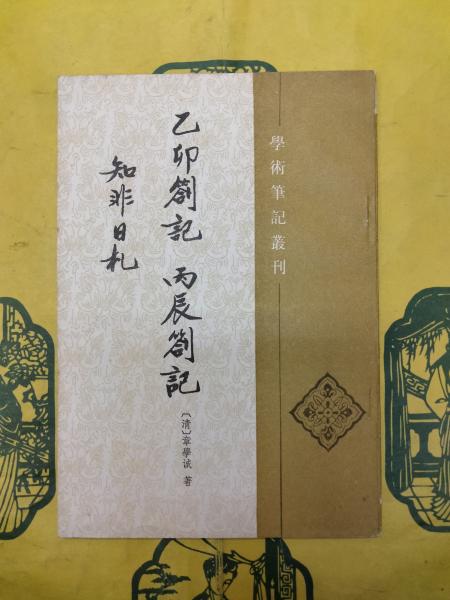 學術筆記叢刊
乙卯劄記 丙辰劄記
知非日札
〔清〕章學誠 著